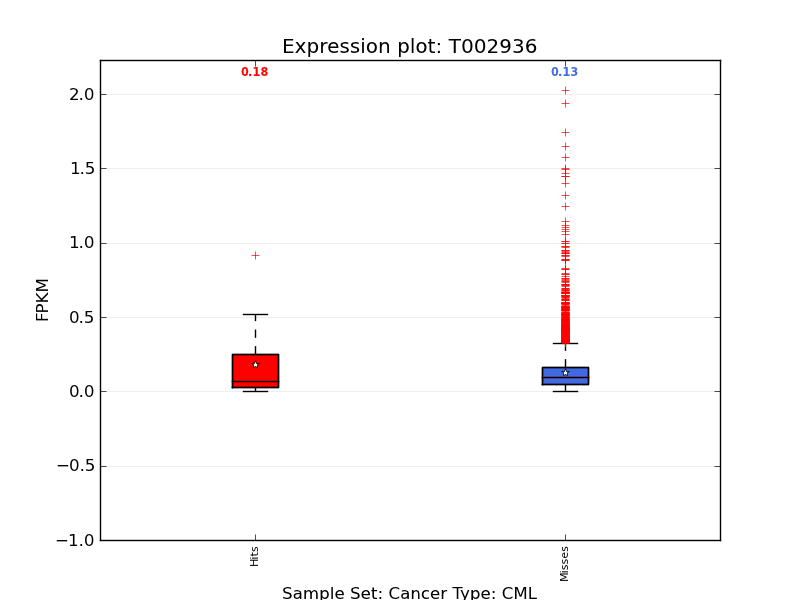 Expression plot: T002936
0.18
0.13
2.0
1.5
1.0
0.5
0.0
−0.5
−1.0
FPKM
Hits
Misses
Sample Set: Cancer Type: CML